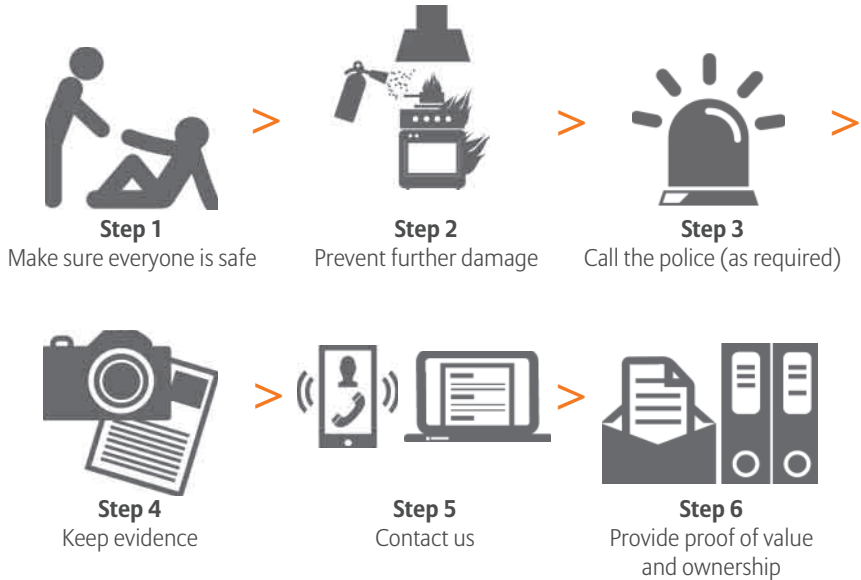 Step 1
Make sure everyone is safe
Step 2
Prevent further damage
Step 3
Call the police (as required)
Step 4
Keep evidence
Step 5
Contact us
Step 6
Provide proof of value
and ownership